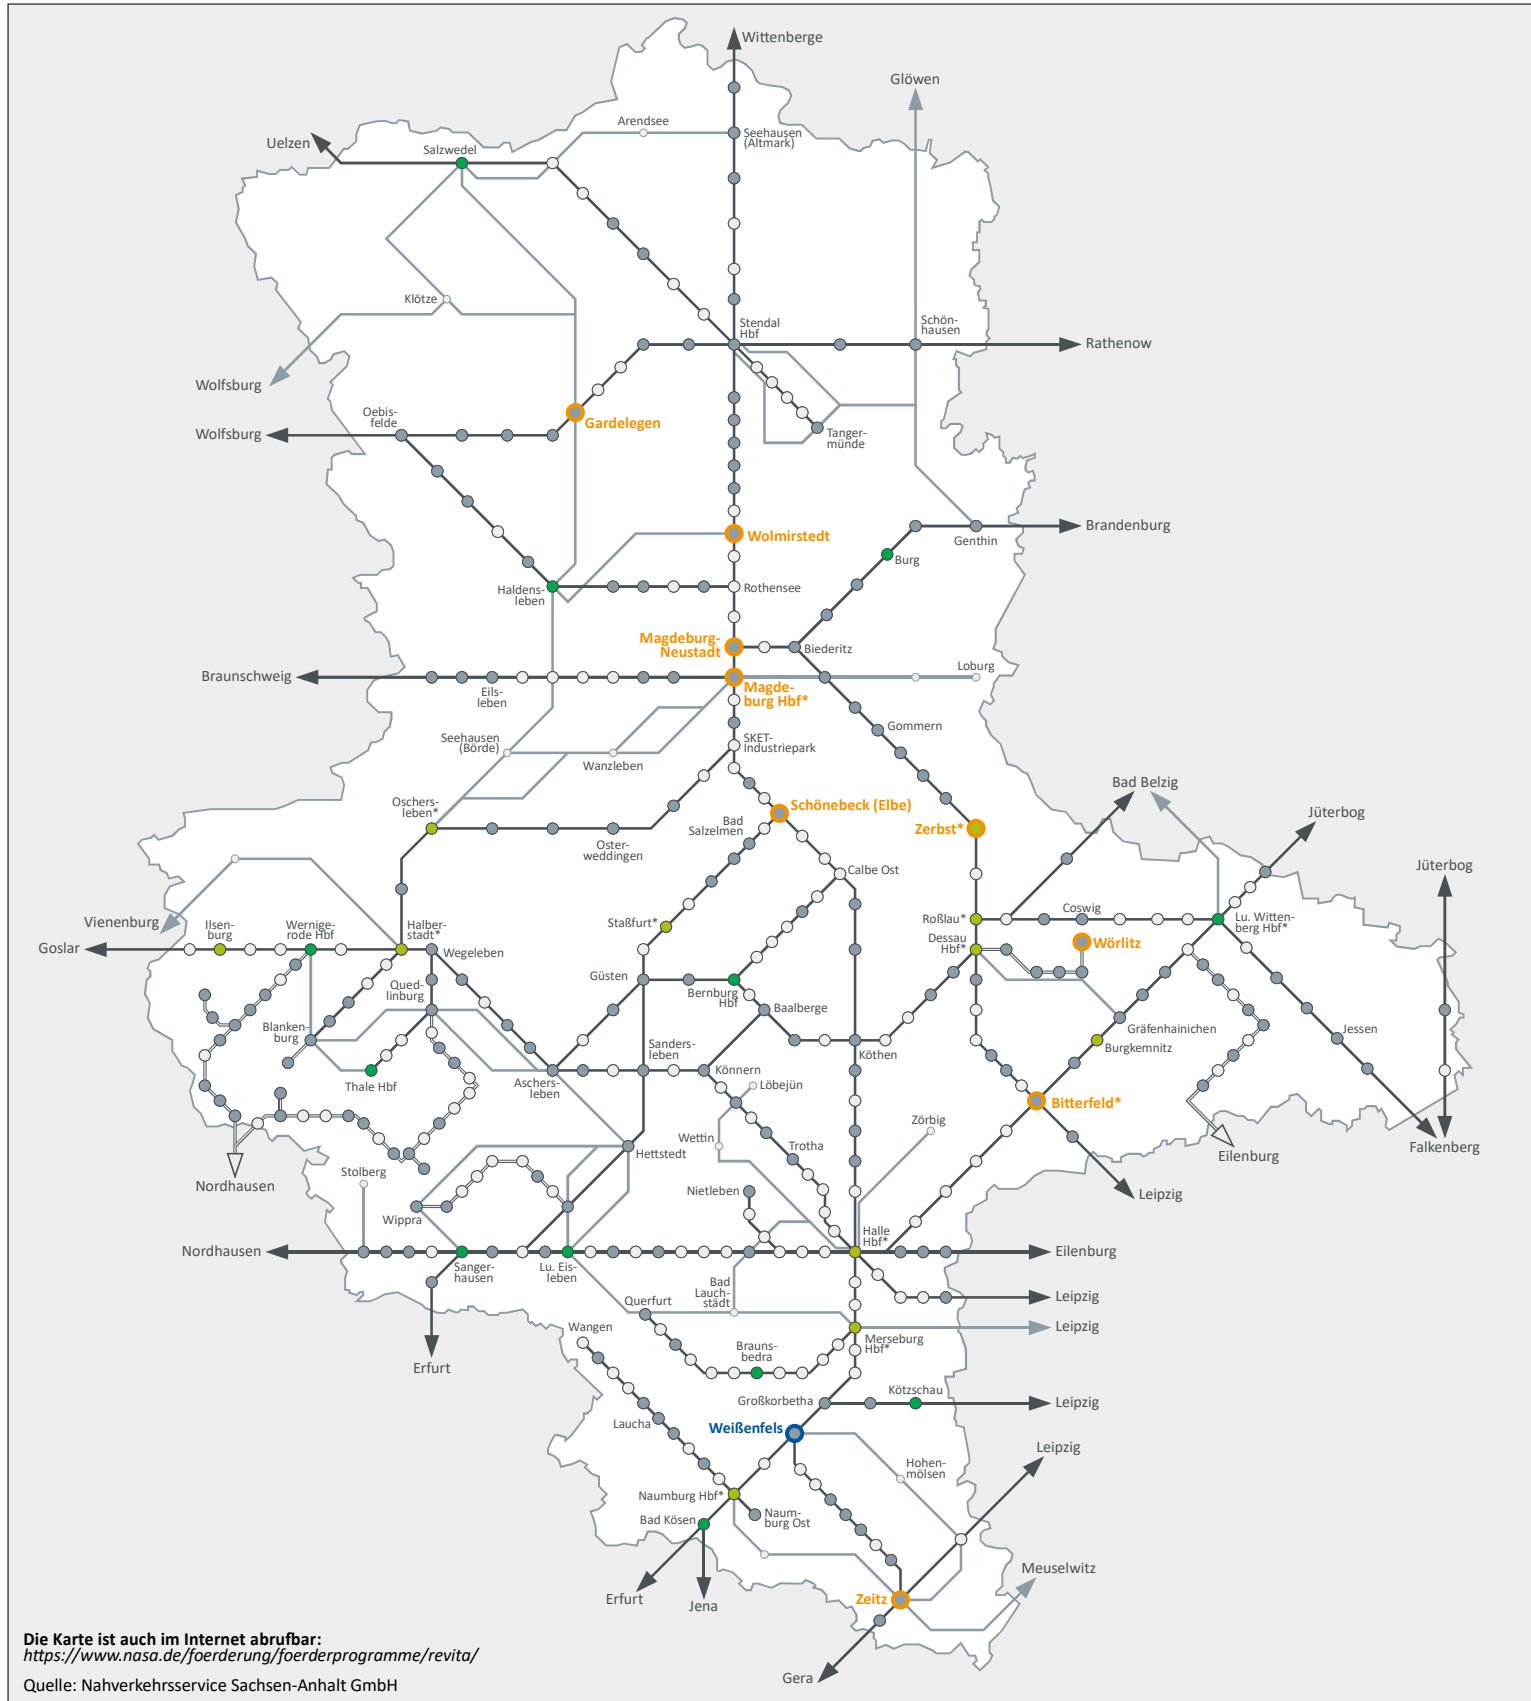 Wittenberge
Glöwen
Arendsee
Seehausen
(Altmark)
Uelzen
Salzwedel
Klötze
Stendal
Hbf
Schön-
hausen
Rathenow
Wolfsburg
Oebis-
felde
Wolfsburg
Gardelegen
Tanger-
münde
Wolmirstedt
Brandenburg
Genthin
Burg
Haldens-
leben
Rothensee
Magdeburg-
Neustadt
Biederitz
Loburg
Braunschweig
Eils-
leben
Magde-
burg Hbf*
Gommern
Seehausen
(Börde)
SKET-
Industriepark
Wanzleben
Bad Belzig
Oschers-
leben*
Schönebeck (Elbe)
Bad
Salzelmen
Zerbst*
Jüterbog
Oster-
weddingen
Calbe Ost
Jüterbog
Vienenburg
Ilsen-
burg
Wernige-
rode Hbf
Halber-
stadt*
Staßfurt*
Roßlau*
Coswig
Lu. Witten-
berg Hbf*
Goslar
Wegeleben
Dessau
Hbf*
Wörlitz
Qued-
linburg
Güsten
Bernburg
Hbf
Baalberge
Blanken-
burg
Gräfenhainichen
Jessen
Burgkemnitz
Sanders-
leben
Köthen
Thale Hbf
Aschers-
leben
Könnern
Löbejün
Bitterfeld*
Zörbig
Wettin
Trotha
Hettstedt
Falkenberg
Eilenburg
Stolberg
Nordhausen
Nietleben
Leipzig
Wippra
Halle
Hbf*
Nordhausen
Eilenburg
Sanger-
hausen
Lu. Eis-
leben
Bad
Lauch-
städt
Querfurt
Leipzig
Wangen
Leipzig
Merseburg
Hbf*
Erfurt
Brauns-
bedra
Kötzschau
Großkorbetha
Leipzig
Laucha
Weißenfels
Leipzig
Hohen-
mölsen
Naumburg Hbf*
Bad Kösen
Naum-
burg Ost
Meuselwitz
Erfurt
Jena
Zeitz
Gera
Die Karte ist auch im Internet abrufbar:
https://www.nasa.de/foerderung/foerderprogramme/revita/
Quelle: Nahverkehrsservice Sachsen-Anhalt GmbH